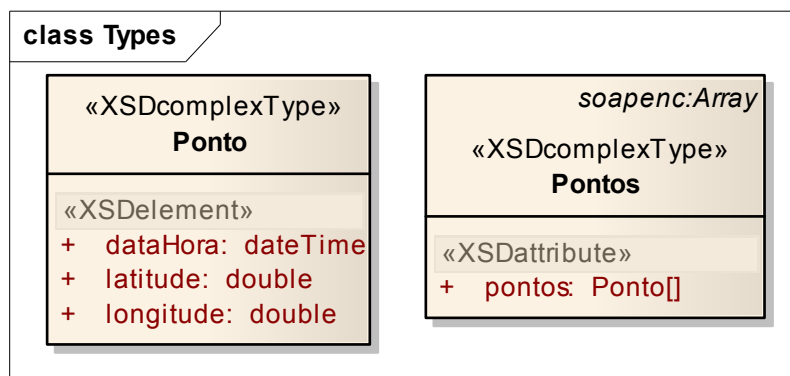 class Types
«XSDcomplexType»
Ponto
«XSDelement»
+ dataHora: dateTime
+ latitude: double
+ longitude: double
soapenc:Array
«XSDcomplexType»
Pontos
«XSDattribute»
+ pontos: Ponto[]